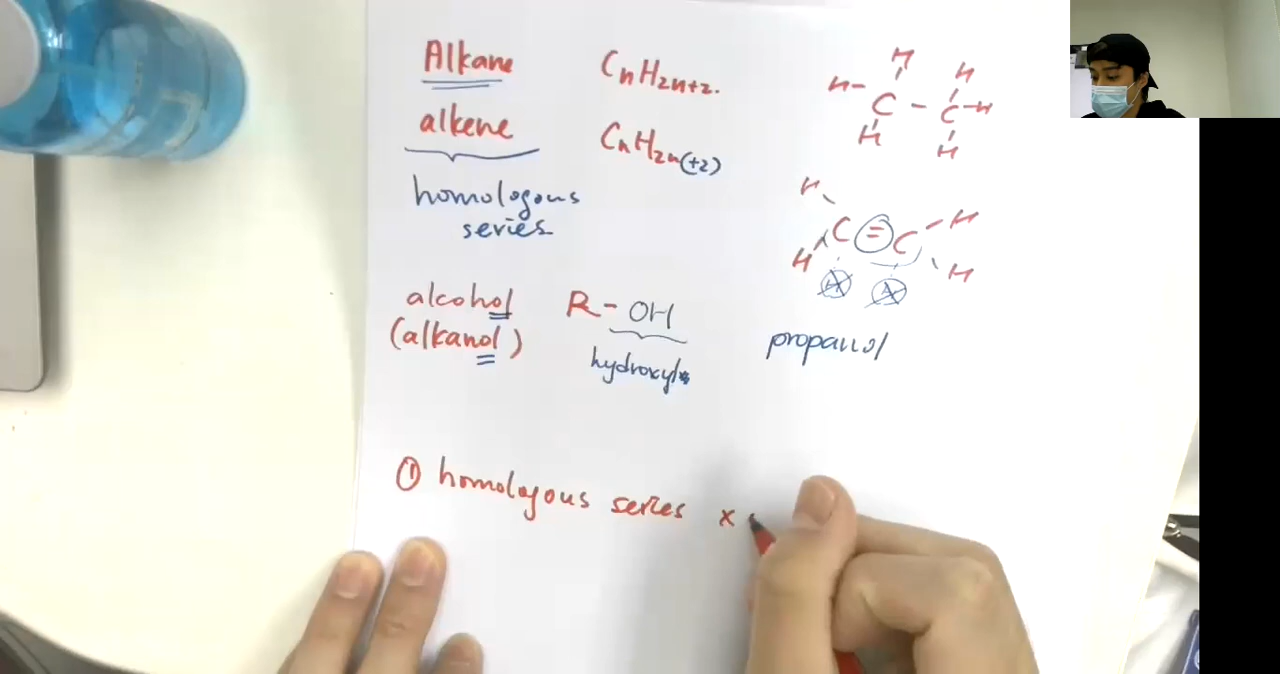 Alkane
CnH2n+2.
alkene
CnH2n(+2)
homologous
series
H
H
H
C - C - H
H
H
H
H
C = C
H
H
alcohol
R - OH
(alkanol)
hydroxyl
propanol
① homologous series x